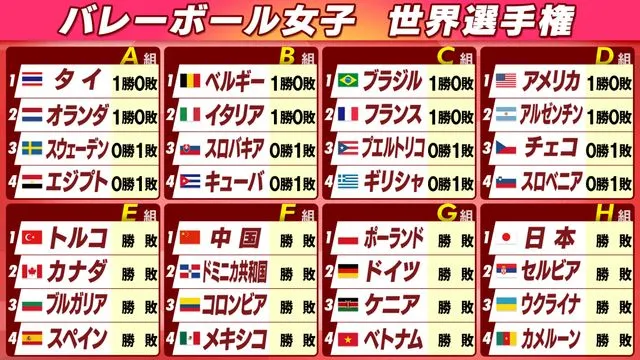 バレーボール女子 世界選手権
A組
1 タイ 1勝0敗
2 オランダ 1勝0敗
3 スウェーデン 0勝1敗
4 エジプト 0勝1敗
B組
1 ベルギー 1勝0敗
2 イタリア 1勝0敗
3 スロバキア 0勝1敗
4 キューバ 0勝1敗
C組
1 ブラジル 1勝0敗
2 フランス 1勝0敗
3 プエルトリコ 0勝1敗
4 ギリシャ 0勝1敗
D組
1 アメリカ 1勝0敗
2 アルゼンチン 1勝0敗
3 チェコ 0勝1敗
4 スロベニア 0勝1敗
E組
1 トルコ 勝 敗
2 カナダ 勝 敗
3 ブルガリア 勝 敗
4 スペイン 勝 敗
F組
1 中国 勝 敗
2 ドミニカ共和国 勝 敗
3 コロンビア 勝 敗
4 メキシコ 勝 敗
G組
1 ポーランド 勝 敗
2 ドイツ 勝 敗
3 ケニア 勝 敗
4 ベトナム 勝 敗
H組
1 日本 勝 敗
2 セルビア 勝 敗
3 ウクライナ 勝 敗
4 カメルーン 勝 敗